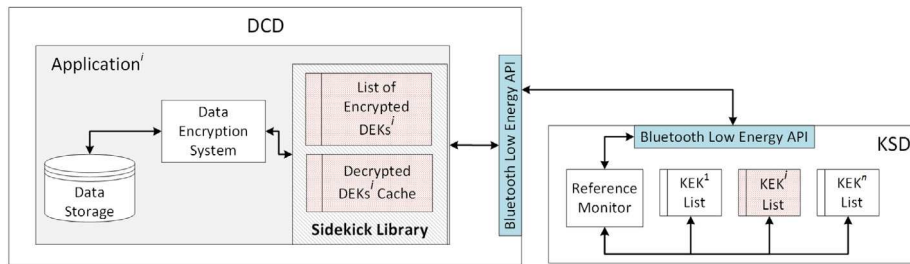 DCD
Application^i
List of
Encrypted
DEKs^i
Data
Encryption
System
Decrypted
DEKs^i Cache
Data
Storage
Sidekick Library
Bluetooth Low Energy API
Bluetooth Low Energy API
KSD
Reference
Monitor
KEK^1
List
KEK^i
List
KEK^n
List